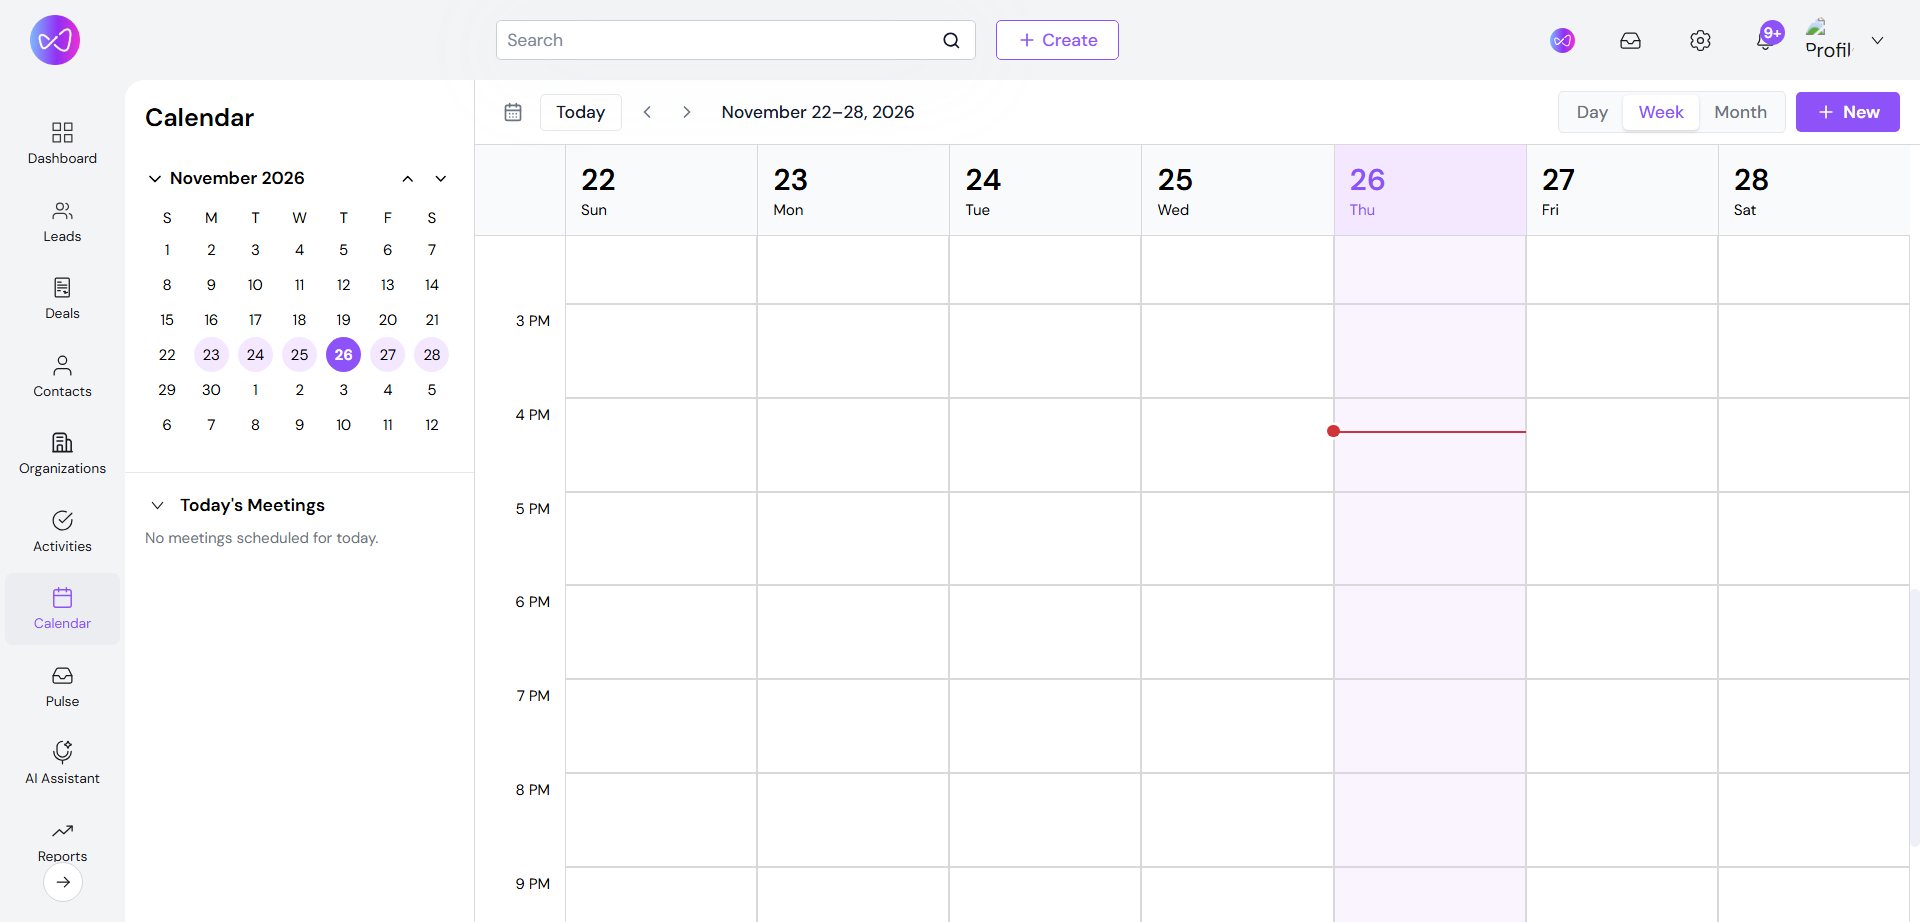 Search
+ Create
9+
Profil
Dashboard
Leads
Deals
Contacts
Organizations
Activities
Calendar
Pulse
AI Assistant
Reports
Calendar
November 2026
S M T W T F S
1 2 3 4 5 6 7
8 9 10 11 12 13 14
15 16 17 18 19 20 21
22 23 24 25 26 27 28
29 30 1 2 3 4 5
6 7 8 9 10 11 12
Today's Meetings
No meetings scheduled for today.
Today
November 22–28, 2026
Day Week Month
+ New
22 23 24 25 26 27 28
Sun Mon Tue Wed Thu Fri Sat
3 PM
4 PM
5 PM
6 PM
7 PM
8 PM
9 PM